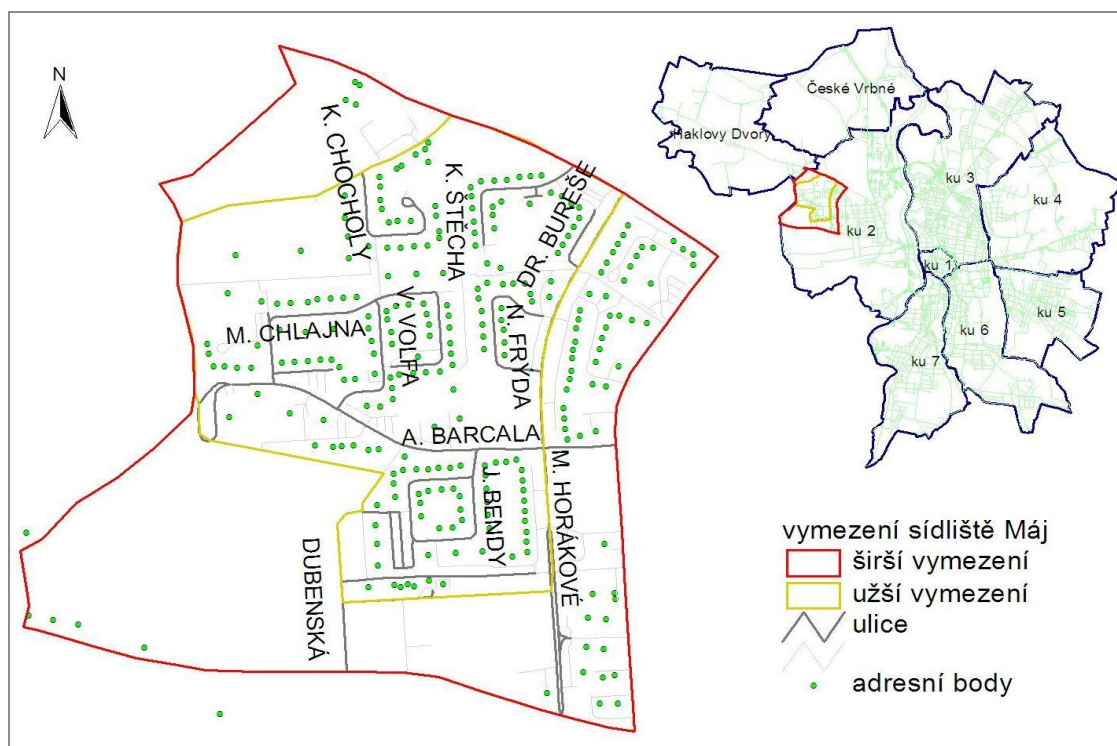 N
K. CHOCHOLY
K. ŠTĚCHA
DR. BUREŠE
M. CHLAJNA
V. VOLFA
N. FRÝDA
A. BARCALA
J. BENDY
M. HORÁKOVÉ
DUBENSKÁ
České Vrbné
Haklovy Dvory
ku 3
ku 4
ku 2
ku 1
ku 5
ku 6
ku 7
vymezení sídliště Máj
širší vymezení
užší vymezení
ulice
adresní body